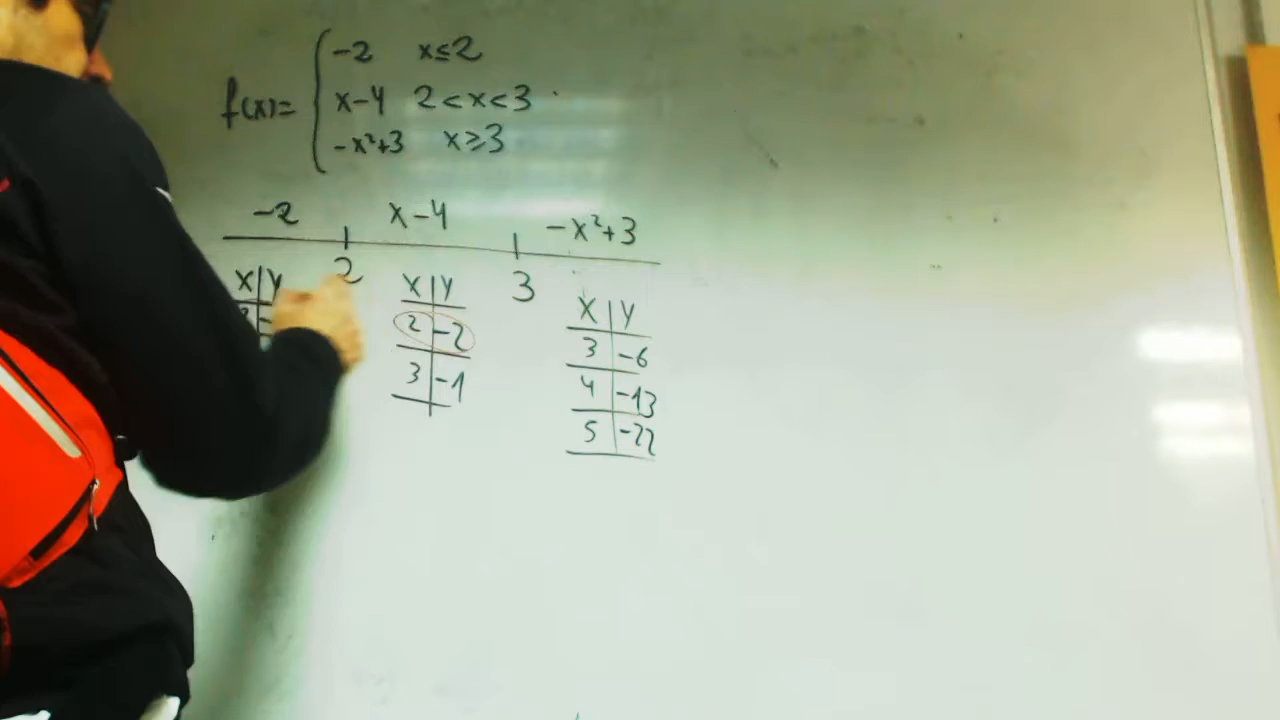 f(x)= { -2 x≤2
x-4 2<x<3
-x²+3 x≥3
-2 x-4 -x²+3
2 3
X Y
X Y
2 -2
3 -1
X Y
3 -6
4 -13
5 -22